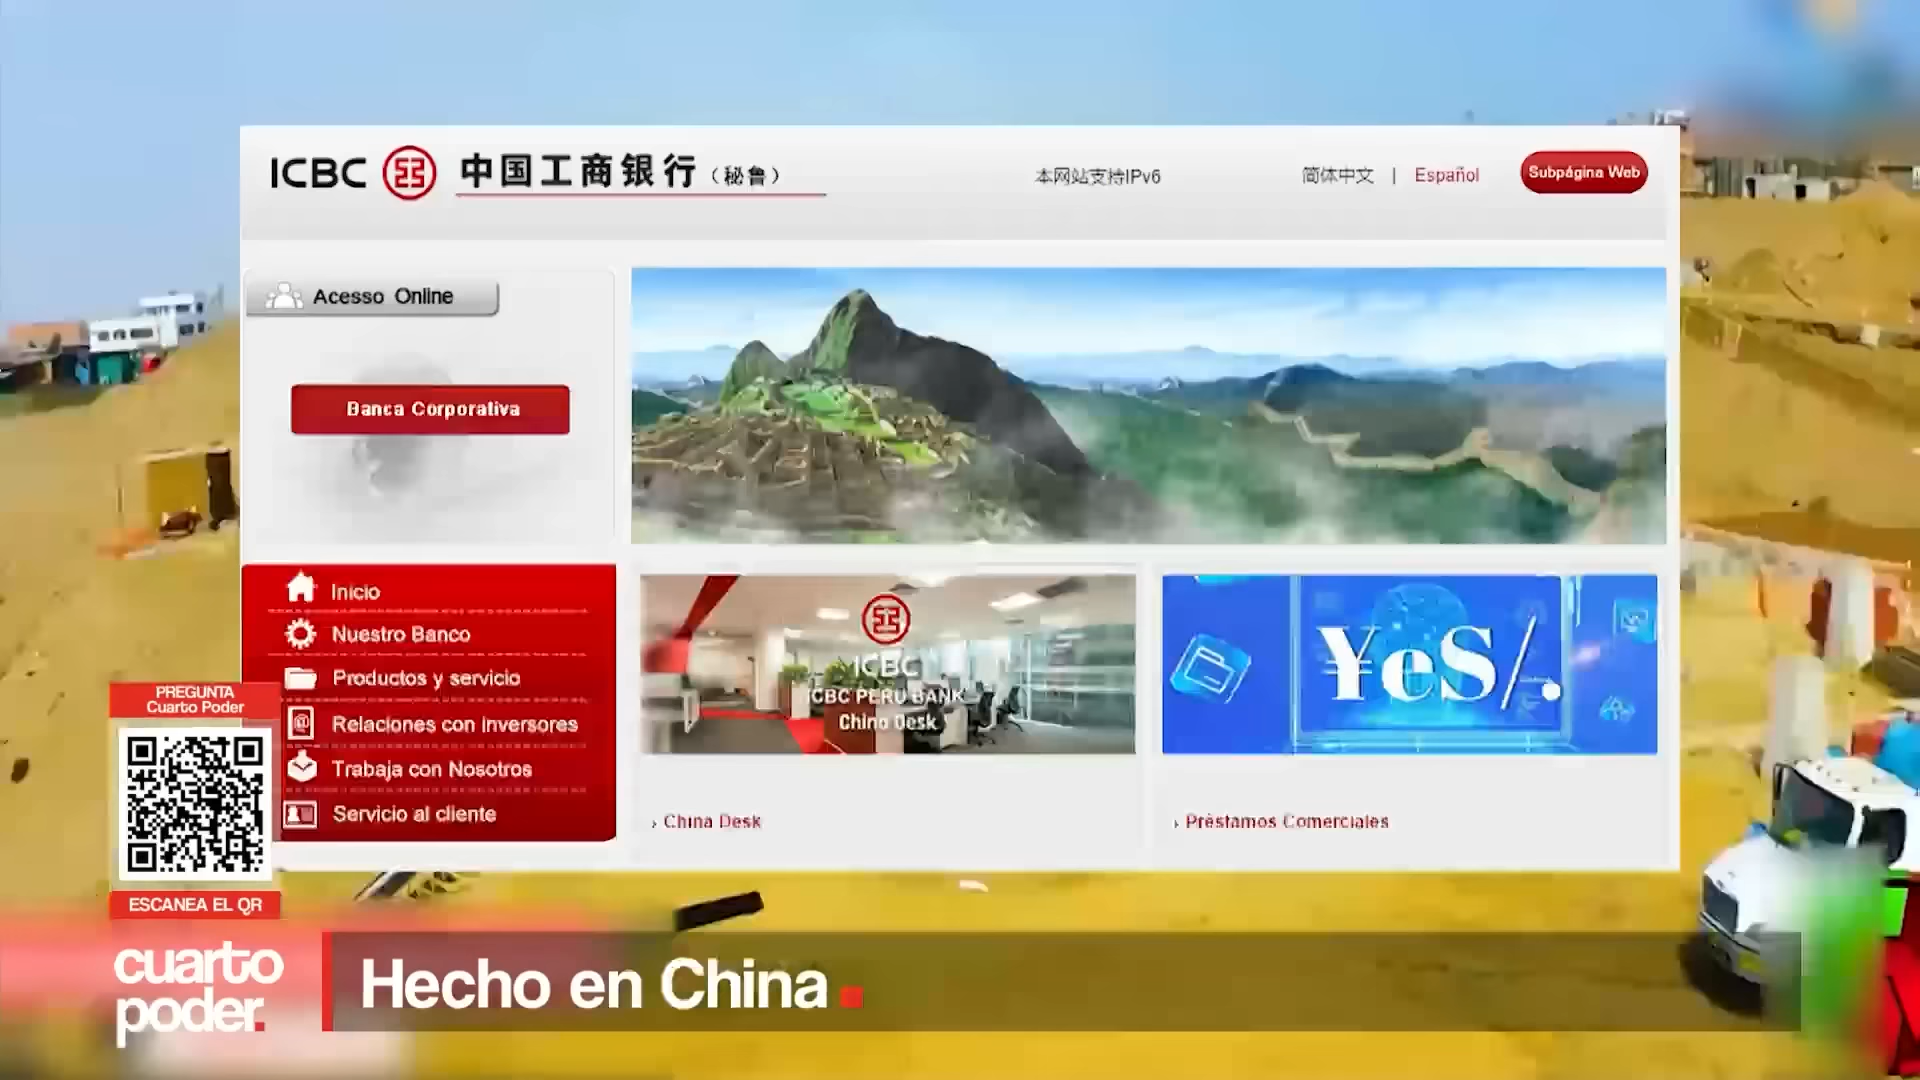 ICBC 中国工商银行（秘鲁）
本网站支持IPv6
简体中文 | Español
Subpágina Web
Acesso Online
Banca Corporativa
Inicio
Nuestro Banco
Productos y servicio
Relaciones con Inversores
Trabaja con Nosotros
Servicio al cliente
ICBC
ICBC PERU BANK
China Desk
¥eS/.
› China Desk
› Préstamos Comerciales
PREGUNTA
Cuarto Poder
ESCANEA EL QR
cuarto
poder.
Hecho en China